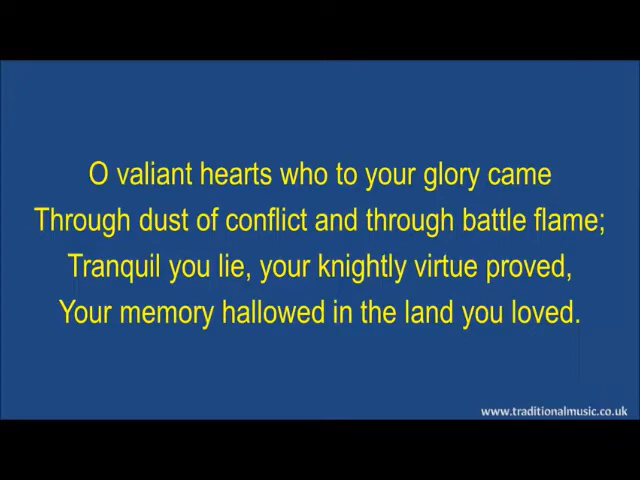 O valiant hearts who to your glory came
Through dust of conflict and through battle flame;
Tranquil you lie, your knightly virtue proved,
Your memory hallowed in the land you loved.
www.traditionalmusic.co.uk